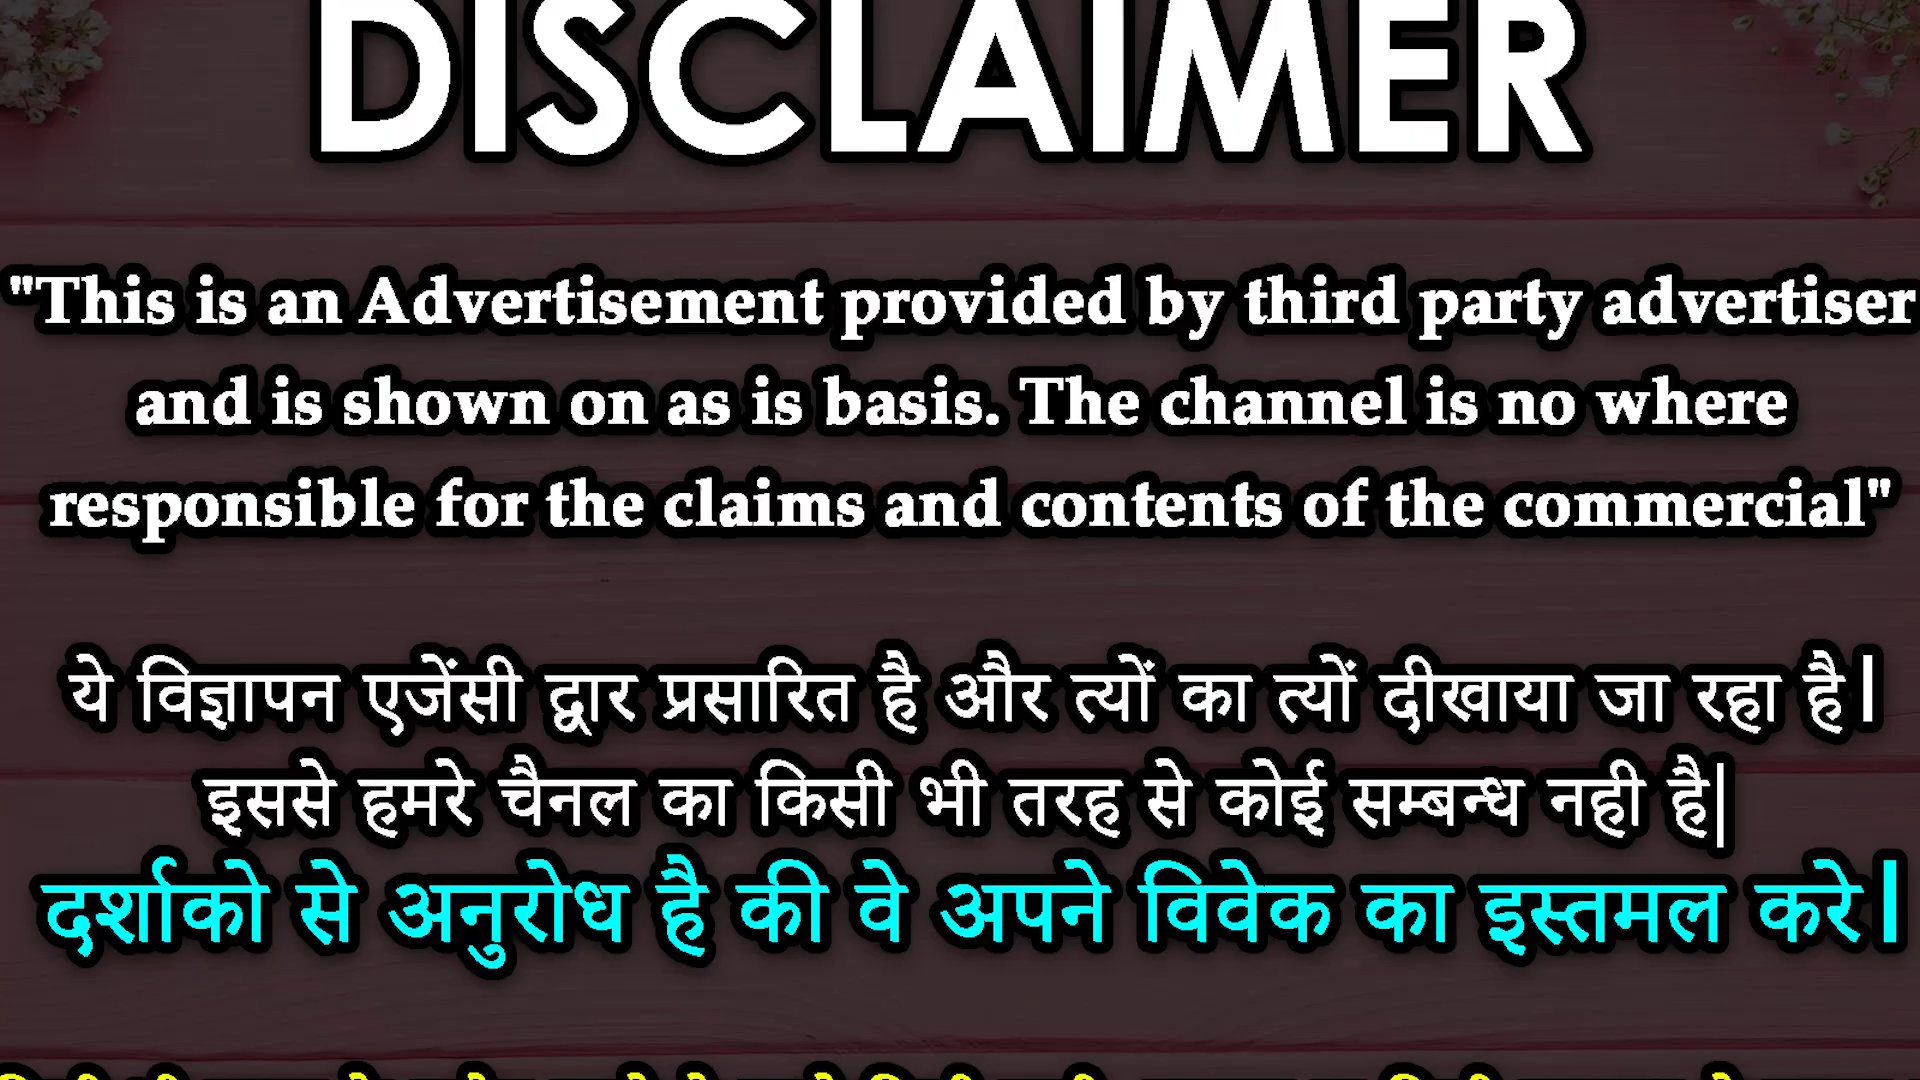 DISCLAIMER
"This is an Advertisement provided by third party advertiser
and is shown on as is basis. The channel is no where
responsible for the claims and contents of the commercial"
ये विज्ञापन एजेंसी द्वार प्रसारित है और त्यों का त्यों दीखाया जा रहा है।
इससे हमरे चैनल का किसी भी तरह से कोई सम्बन्ध नही है|
दर्शाको से अनुरोध है की वे अपने विवेक का इस्तमल करे।